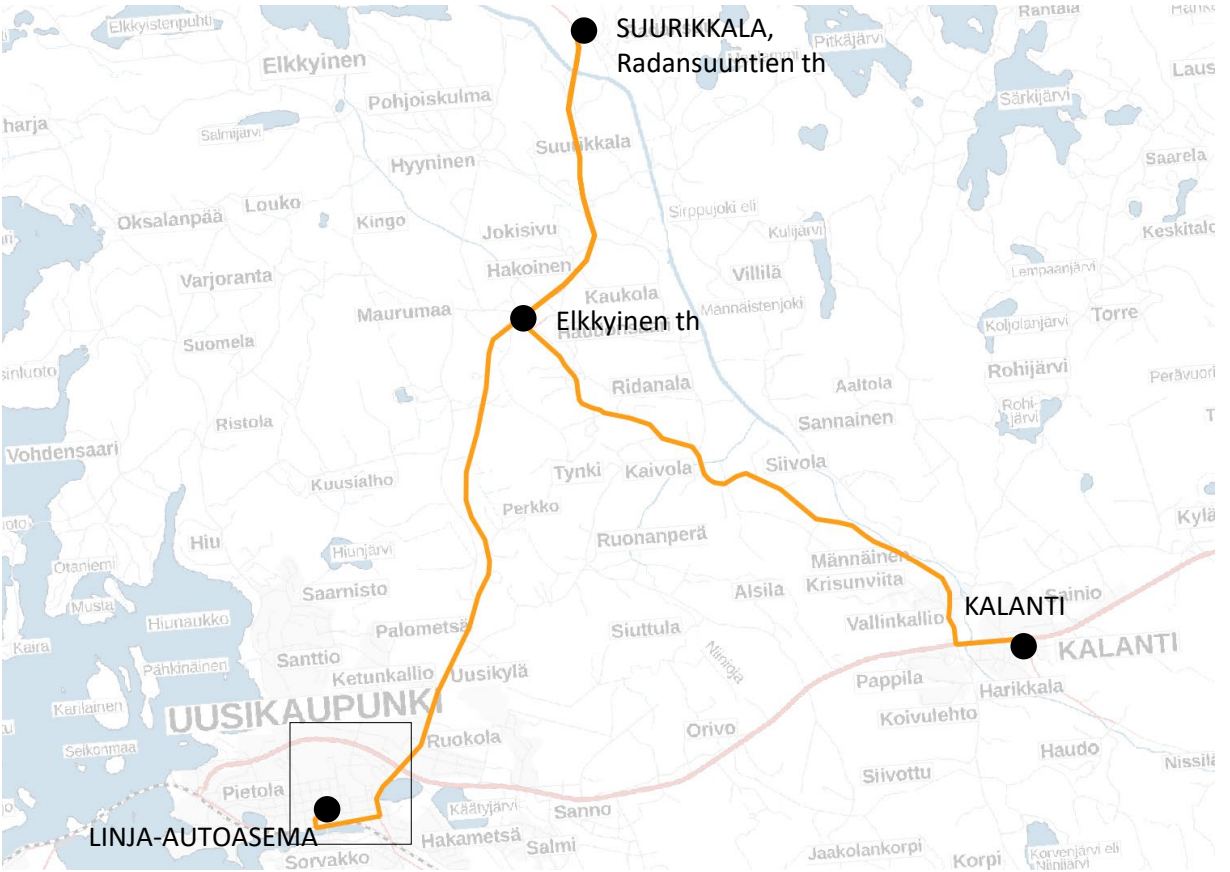 Elkkyistenpuhti
Rantala
SUURIKKALA,
Radansuuntien th
Pitkäjärvi
Elkkyinen
Laus
Pohjoiskulma
Särkijärvi
harja
Salmijärvi
Suurikkala
Hyyninen
Saarela
Louko
Oksalanpää
Kingo
Sirppujoki eli
Jokisivu
Kulijärvi
Keskitalo
Hakoinen
Varjoranta
Villilä
Lempaanjärvi
Kaukola
Männäistenjoki
Maurumaa
Elkkyinen th
Torre
Koljolanjärvi
Suomela
sinluoto
Rohijärvi
Perävuori
Ridanala
Aaltola
Rohi-
järvi
Ristola
Sannainen
Vohdensaari
Tynki
Kaivola
Siivola
Kuusialho
Perkko
Kylä
Hiu
Ruonanperä
Hiunjärvi
Männäinen
Otaniemi
Alsila
Krisunviita
Saarnisto
Sainio
Musta
KALANTI
Hiunaukko
Vallinkallio
Palometsä
Siuttula
Kaira
KALANTI
Santtio
Niinioja
Pähkinäinen
Ketunkallio
Uusikylä
Pappila
Harikkala
Karilainen
UUSIKAUPUNKI
Koivulehto
Orivo
Ruokola
Seikonmaa
Haudo
Nissilä
Siivottu
Pietola
Käätyjärvi
Sanno
LINJA-AUTOASEMA
Hakametsä
Salmi
Sorvakko
Jaakolankorpi
Korpi
Korvenjärvi eli
Niinijärvi